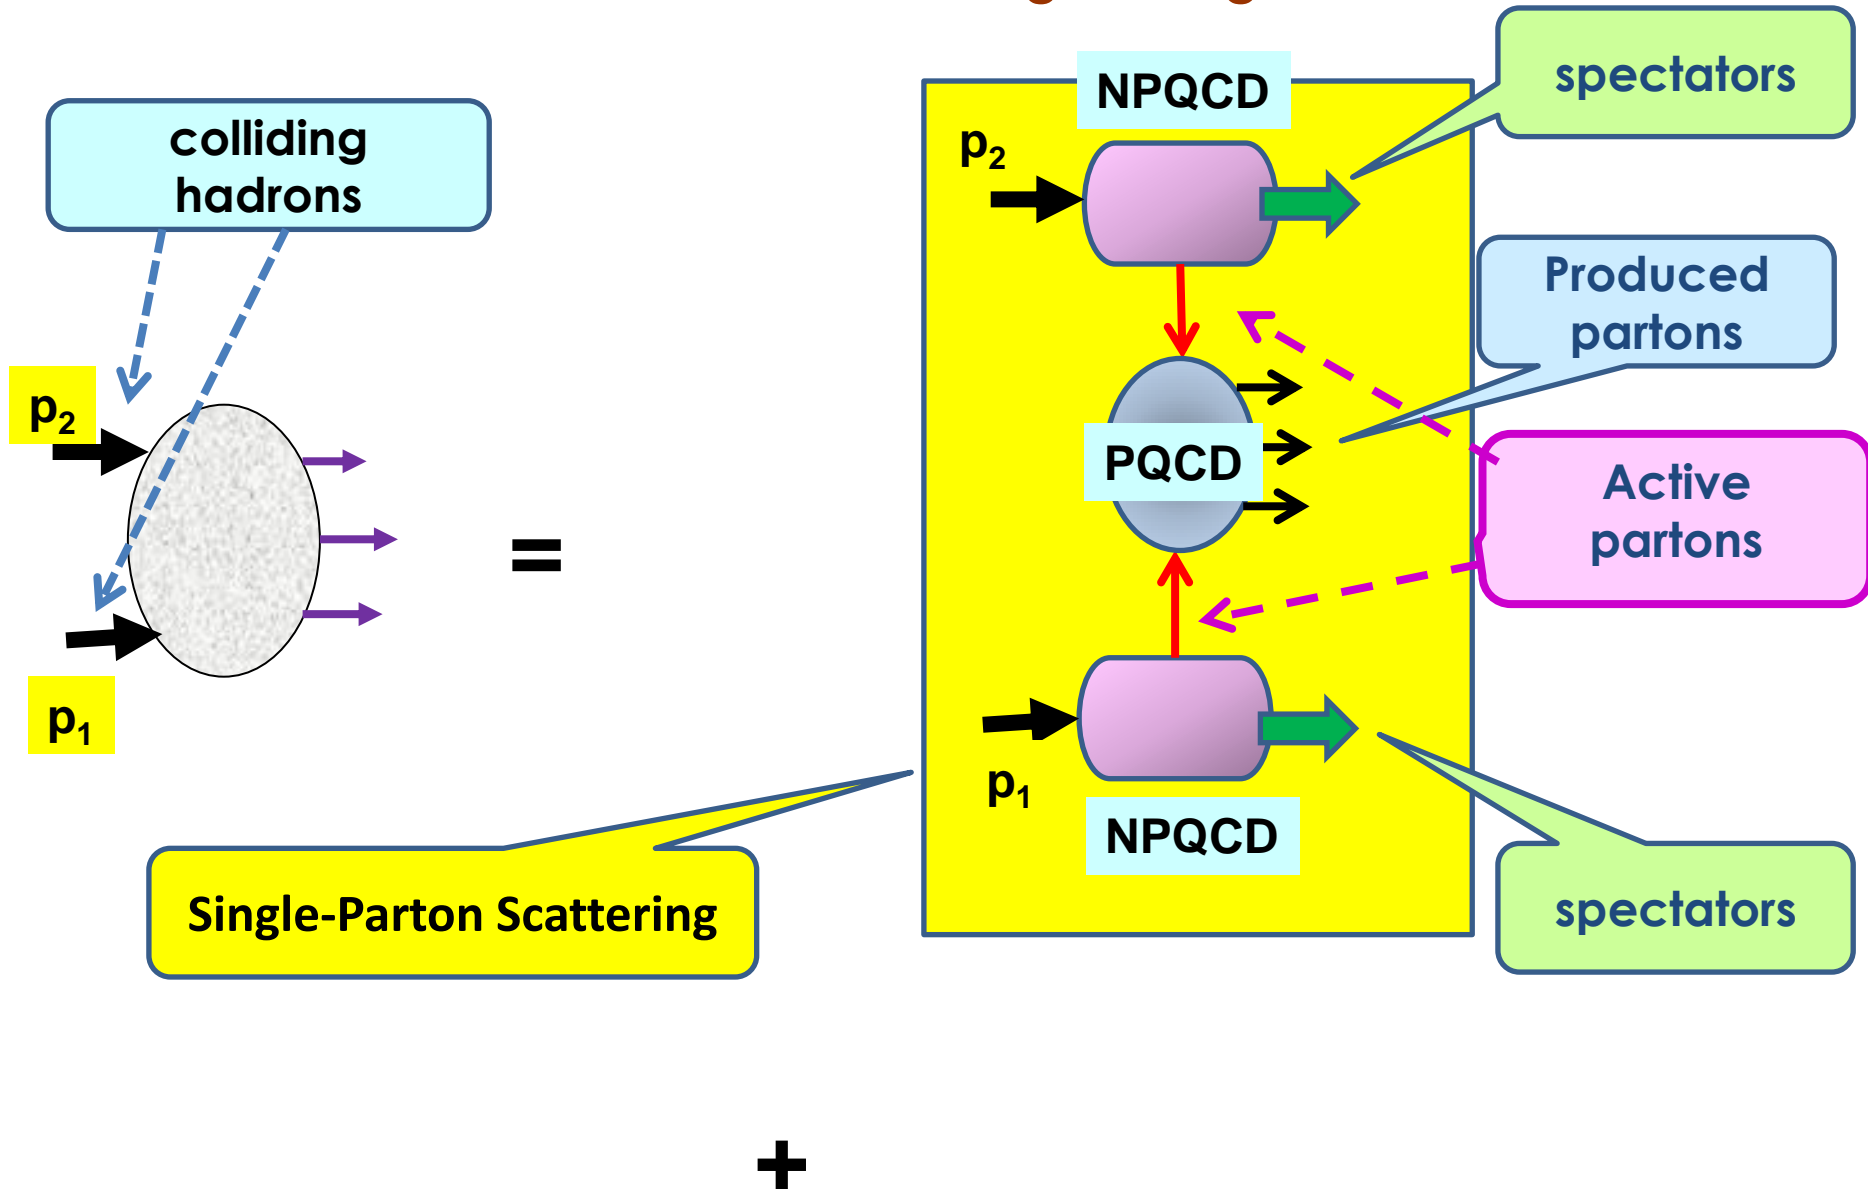 spectators
NPQCD
colliding
hadrons
p₂
Produced
partons
p₂
PQCD
Active
partons
=
p₁
p₁
NPQCD
Single-Parton Scattering
spectators
+